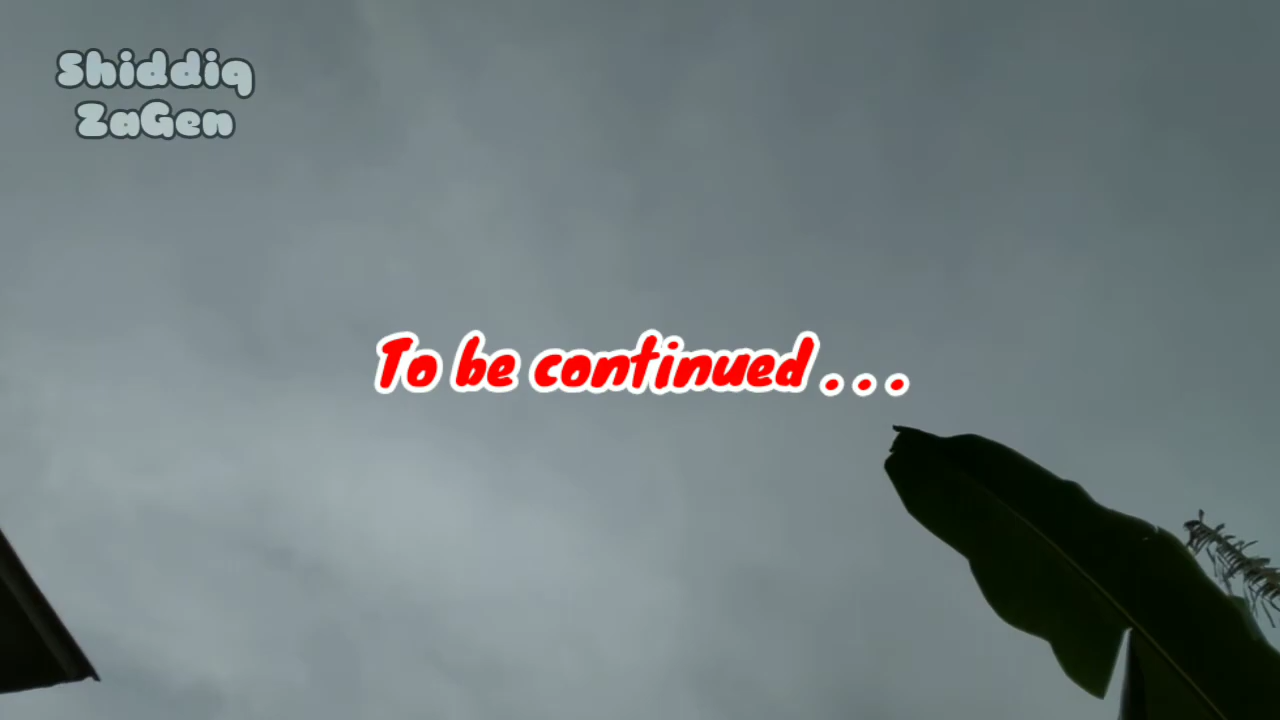 Shiddiq
ZaGen
To be continued . . .